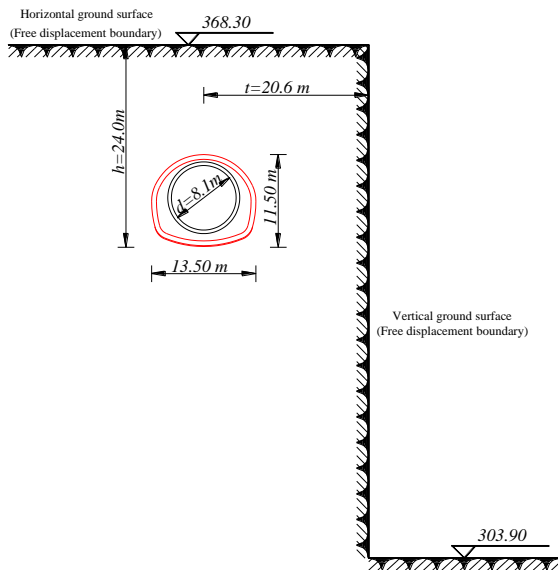 Horizontal ground surface
(Free displacement boundary)
368.30
t=20.6 m
h=24.0m
d=8.1m
11.50 m
13.50 m
Vertical ground surface
(Free displacement boundary)
303.90